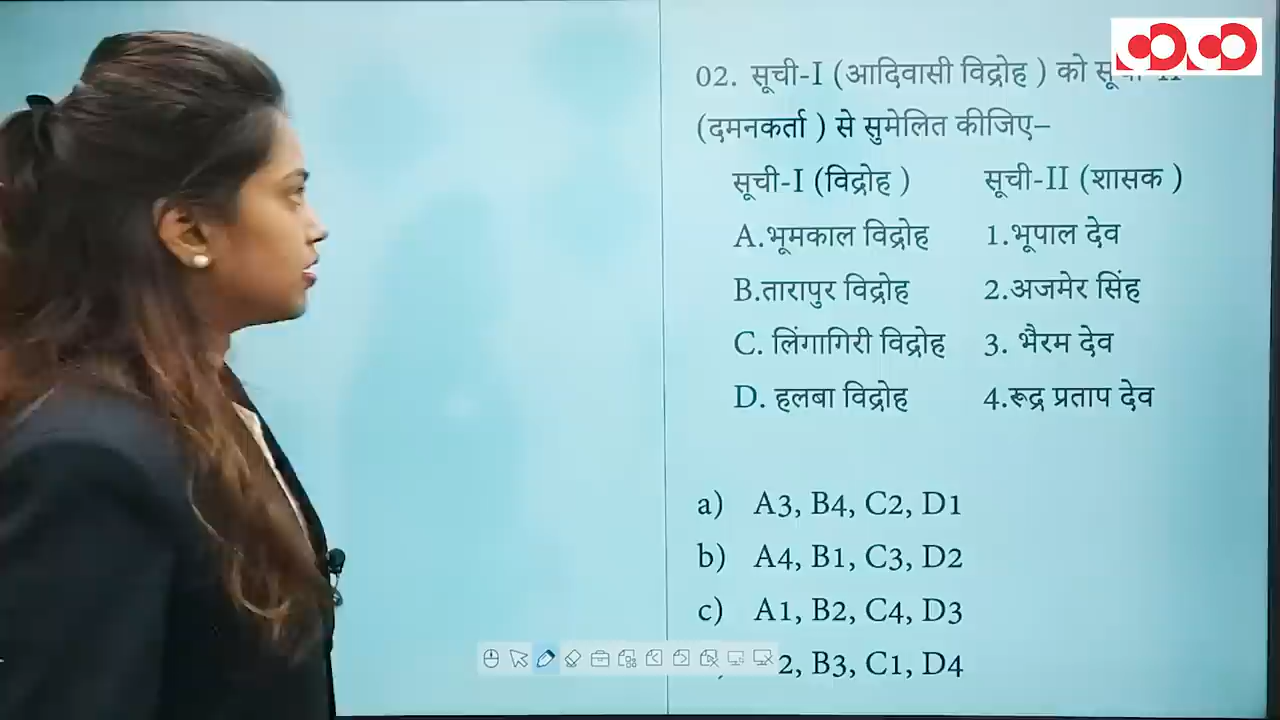 02. सूची-I (आदिवासी विद्रोह ) को
(दमनकर्ता ) से सुमेलित कीजिए–
सूची-I (विद्रोह ) सूची-II (शासक )
A.भूमकाल विद्रोह 1.भूपाल देव
B.तारापुर विद्रोह 2.अजमेर सिंह
C. लिंगागिरी विद्रोह 3. भैरम देव
D. हलबा विद्रोह 4.रूद्र प्रताप देव
a) A3, B4, C2, D1
b) A4, B1, C3, D2
c) A1, B2, C4, D3
2, B3, C1, D4